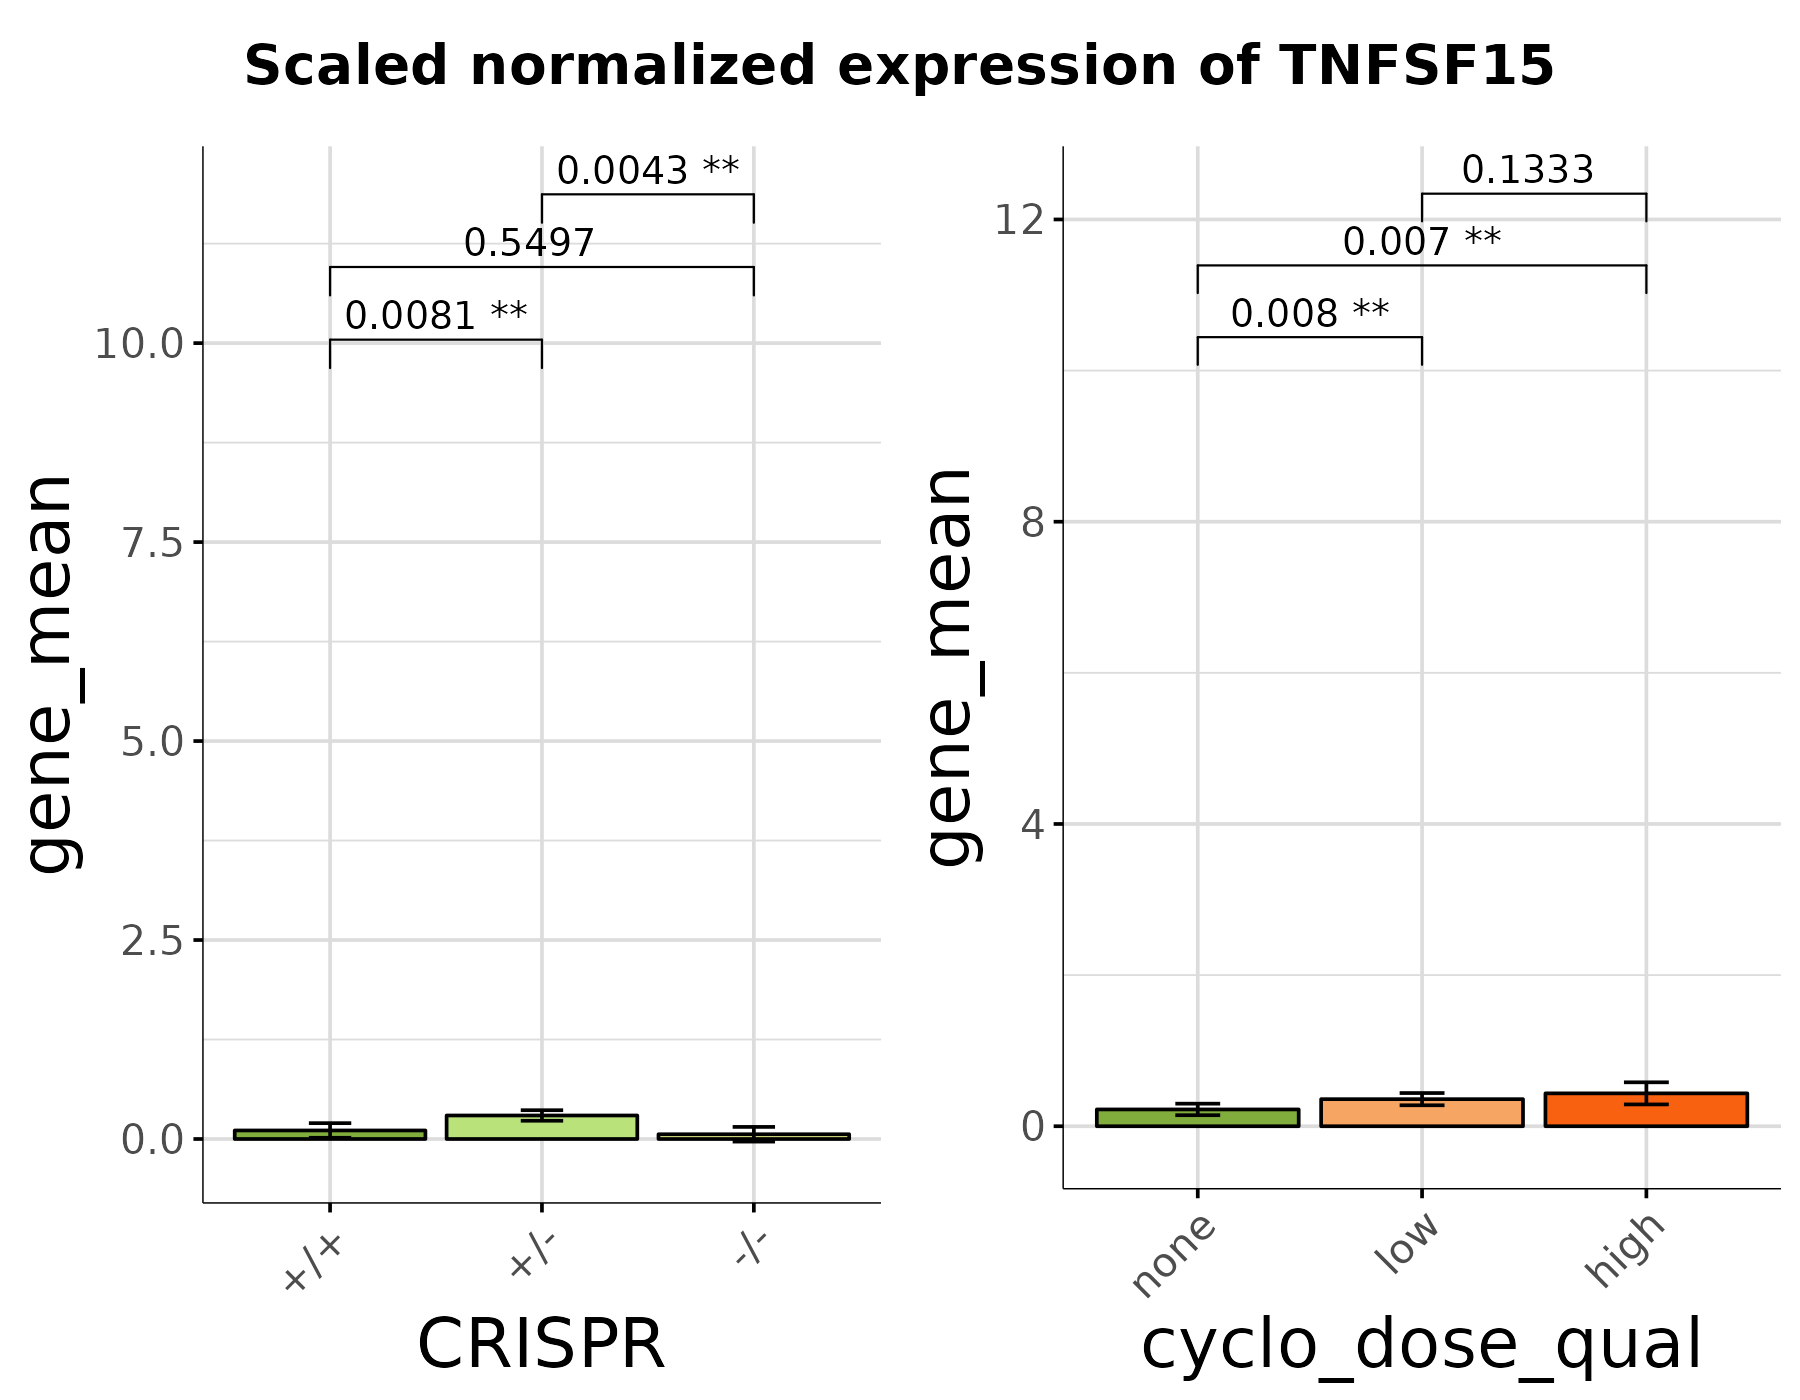 Scaled normalized expression of TNFSF15
gene_mean
10.0
7.5
5.0
2.5
0.0
0.0043 **
0.5497
0.0081 **
+/+
+/-
-/-
CRISPR
gene_mean
12
8
4
0
0.1333
0.007 **
0.008 **
none
low
high
cyclo_dose_qual